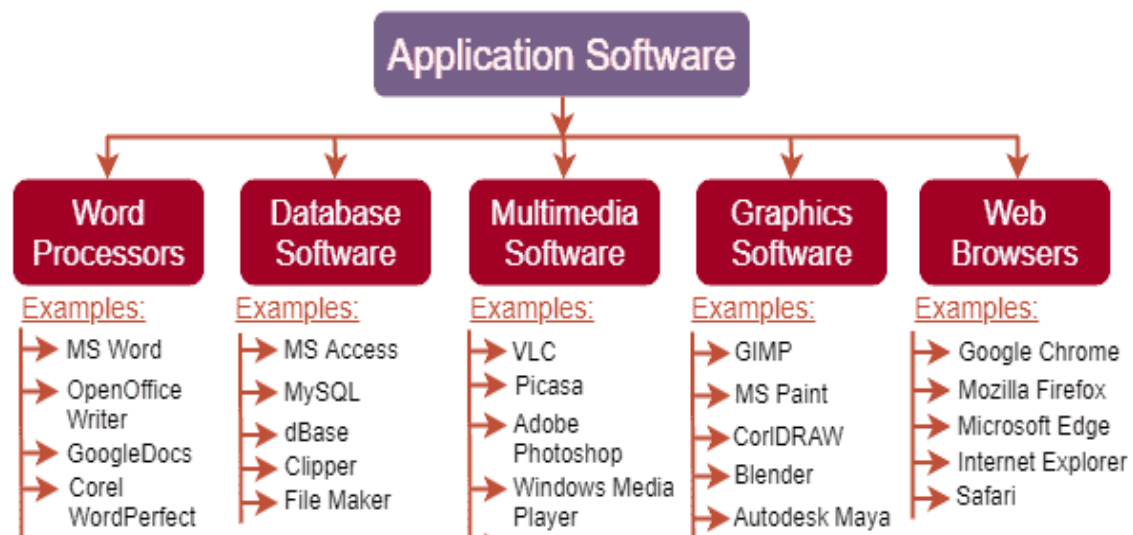 Application Software
Word
Processors
Database
Software
Multimedia
Software
Graphics
Software
Web
Browsers
Examples:
MS Word
OpenOffice
Writer
GoogleDocs
Corel
WordPerfect
Examples:
MS Access
MySQL
dBase
Clipper
File Maker
Examples:
VLC
Picasa
Adobe
Photoshop
Windows Media
Player
Examples:
GIMP
MS Paint
CorlDRAW
Blender
Autodesk Maya
Examples:
Google Chrome
Mozilla Firefox
Microsoft Edge
Internet Explorer
Safari